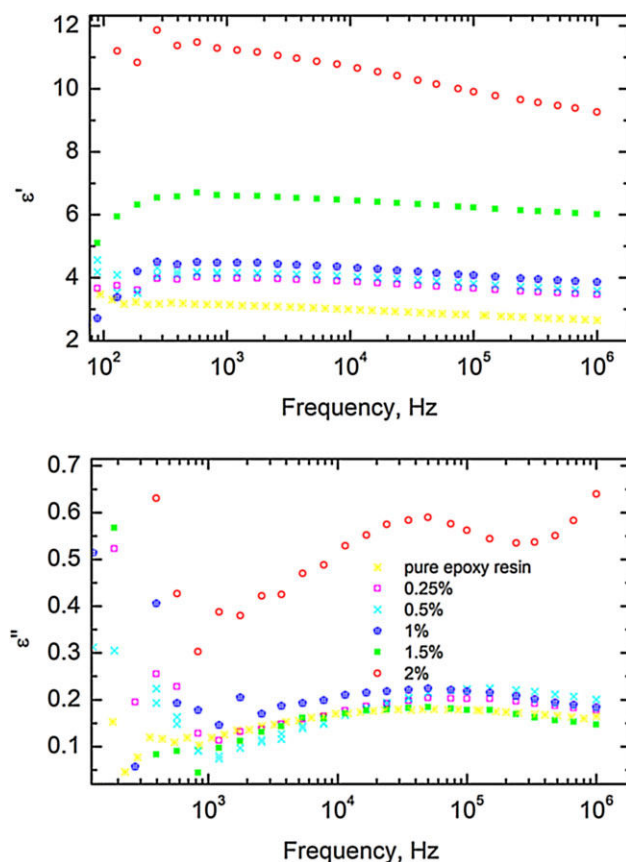 12
10
8
6
4
2
ε'
10² 10³ 10⁴ 10⁵ 10⁶
Frequency, Hz
0.7
0.6
0.5
0.4
0.3
0.2
0.1
ε''
pure epoxy resin
0.25%
0.5%
1%
1.5%
2%
10³ 10⁴ 10⁵ 10⁶
Frequency, Hz